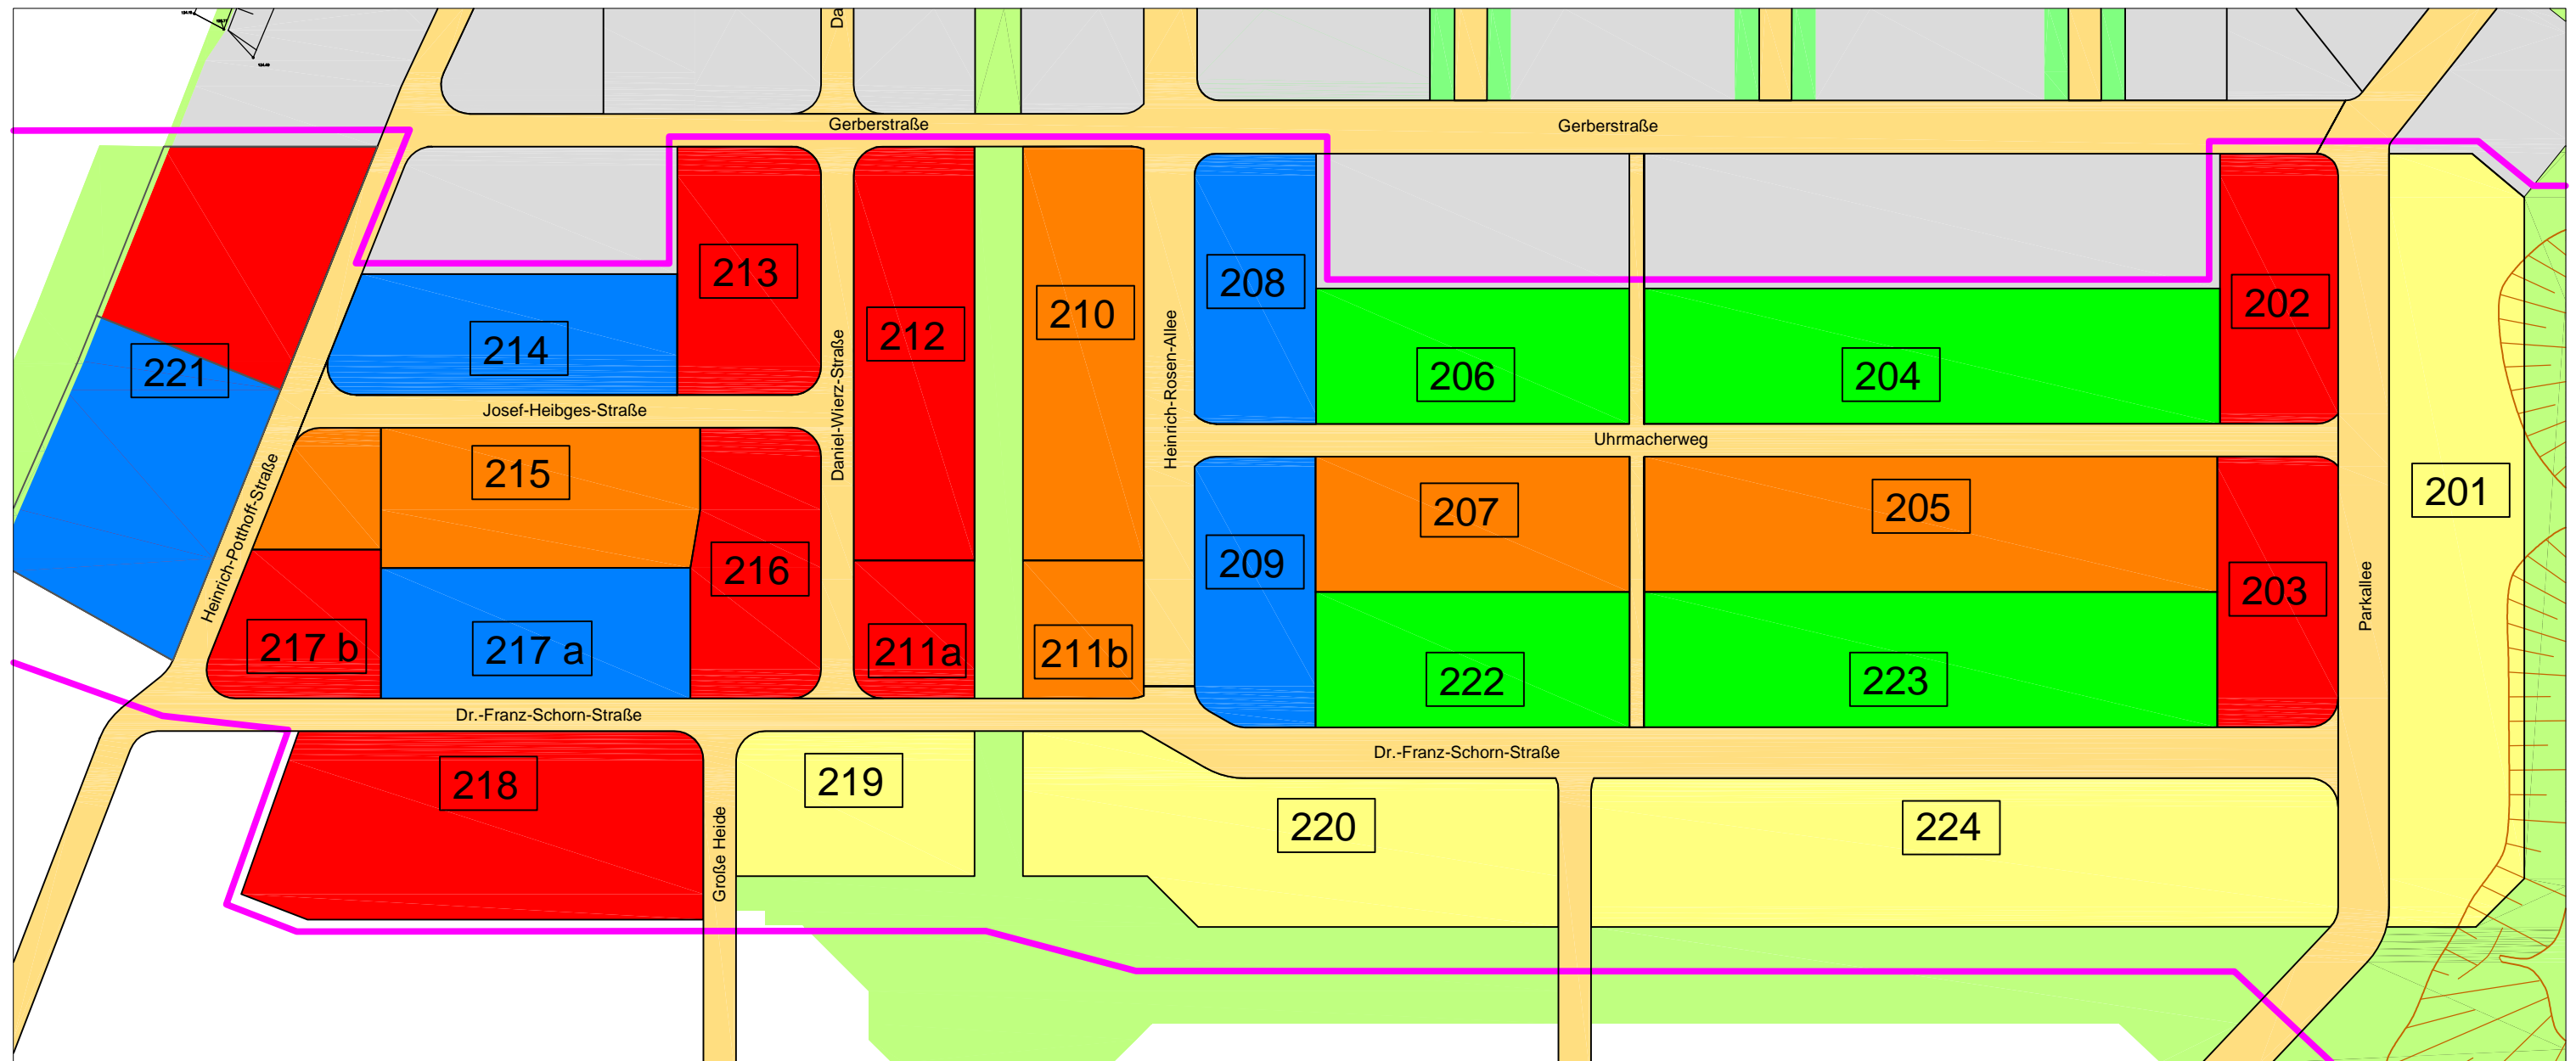 Da
Gerberstraße
Gerberstraße
213
208
202
210
212
214
206
204
221
Josef-Heibges-Straße
Daniel-Wierz-Straße
Heinrich-Rosen-Allee
Uhrmacherweg
215
207
205
201
Heinrich-Potthoff-Straße
216
209
203
Parkallee
217 b
217 a
211a
211b
222
223
Dr.-Franz-Schorn-Straße
Dr.-Franz-Schorn-Straße
218
219
220
224
Große Heide